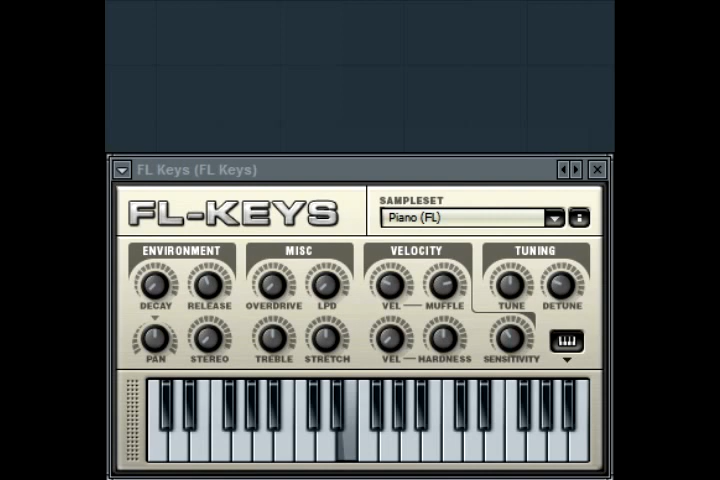 FL Keys (FL Keys)
FL-KEYS
SAMPLESET
Piano (FL)
ENVIRONMENT MISC VELOCITY TUNING
DECAY RELEASE OVERDRIVE LPD VEL MUFFLE TUNE DETUNE
PAN STEREO TREBLE STRETCH VEL HARDNESS SENSITIVITY